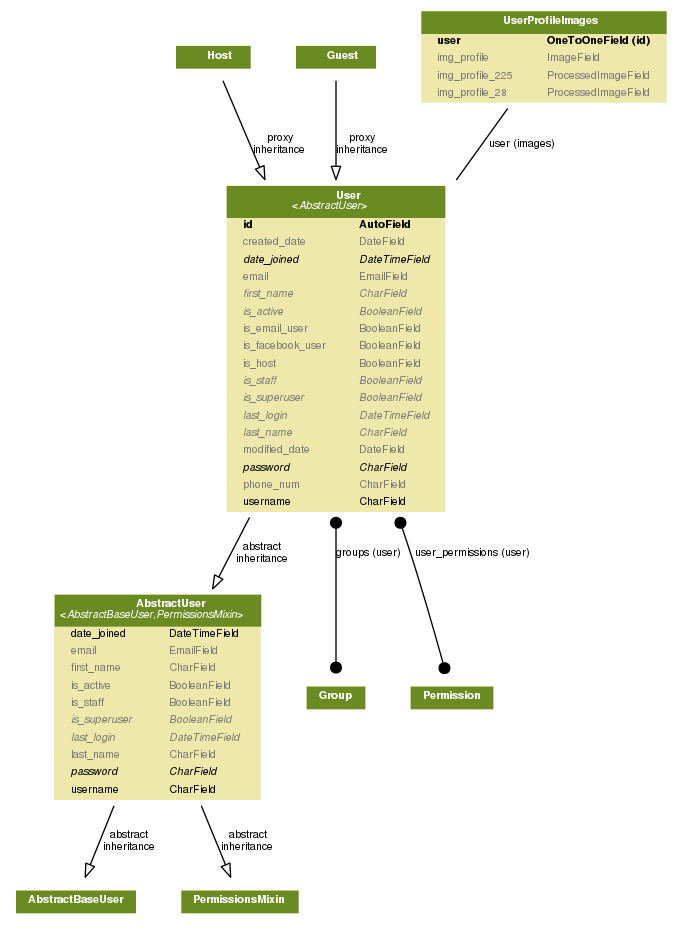 UserProfileImages
user OneToOneField (id)
img_profile ImageField
img_profile_225 ProcessedImageField
img_profile_28 ProcessedImageField
Host
Guest
proxy
inheritance
proxy
inheritance
user (images)
User
<AbstractUser>
id AutoField
created_date DateField
date_joined DateTimeField
email EmailField
first_name CharField
is_active BooleanField
is_email_user BooleanField
is_facebook_user BooleanField
is_host BooleanField
is_staff BooleanField
is_superuser BooleanField
last_login DateTimeField
last_name CharField
modified_date DateField
password CharField
phone_num CharField
username CharField
abstract
inheritance
groups (user)
user_permissions (user)
AbstractUser
<AbstractBaseUser,PermissionsMixin>
date_joined DateTimeField
email EmailField
first_name CharField
is_active BooleanField
is_staff BooleanField
is_superuser BooleanField
last_login DateTimeField
last_name CharField
password CharField
username CharField
Group
Permission
abstract
inheritance
abstract
inheritance
AbstractBaseUser
PermissionsMixin